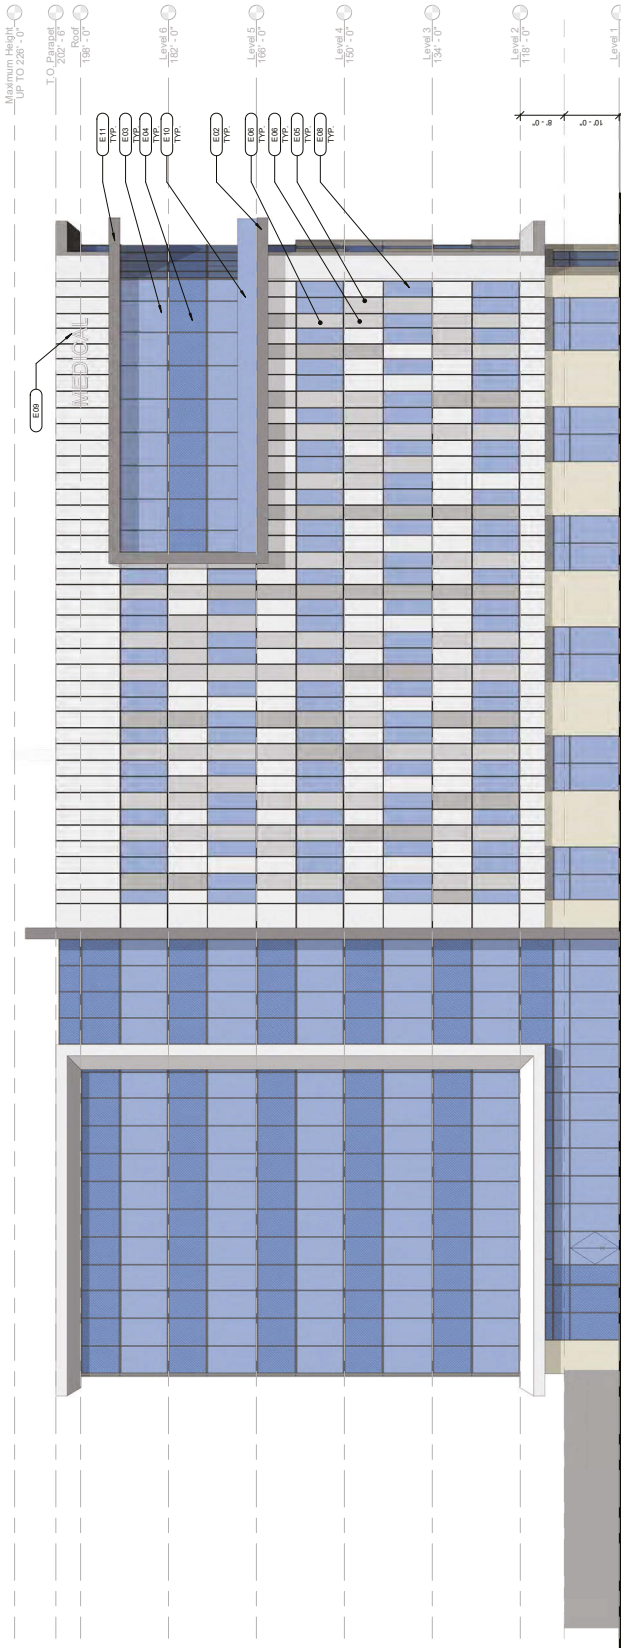 Maximum Height
UP TO 226' - 0"
T.O. Parapet
202' - 6"
Roof
198' - 0"
Level 6
182' - 0"
Level 5
166' - 0"
Level 4
150' - 0"
Level 3
134' - 0"
Level 2
118' - 0"
Level 1
E11
TYP.
E03
TYP.
E04
TYP.
E10
TYP.
E02
TYP.
E06
TYP.
E06
TYP.
E05
TYP.
E08
TYP.
8' - 0"
10' - 0"
E09
MEDICAL